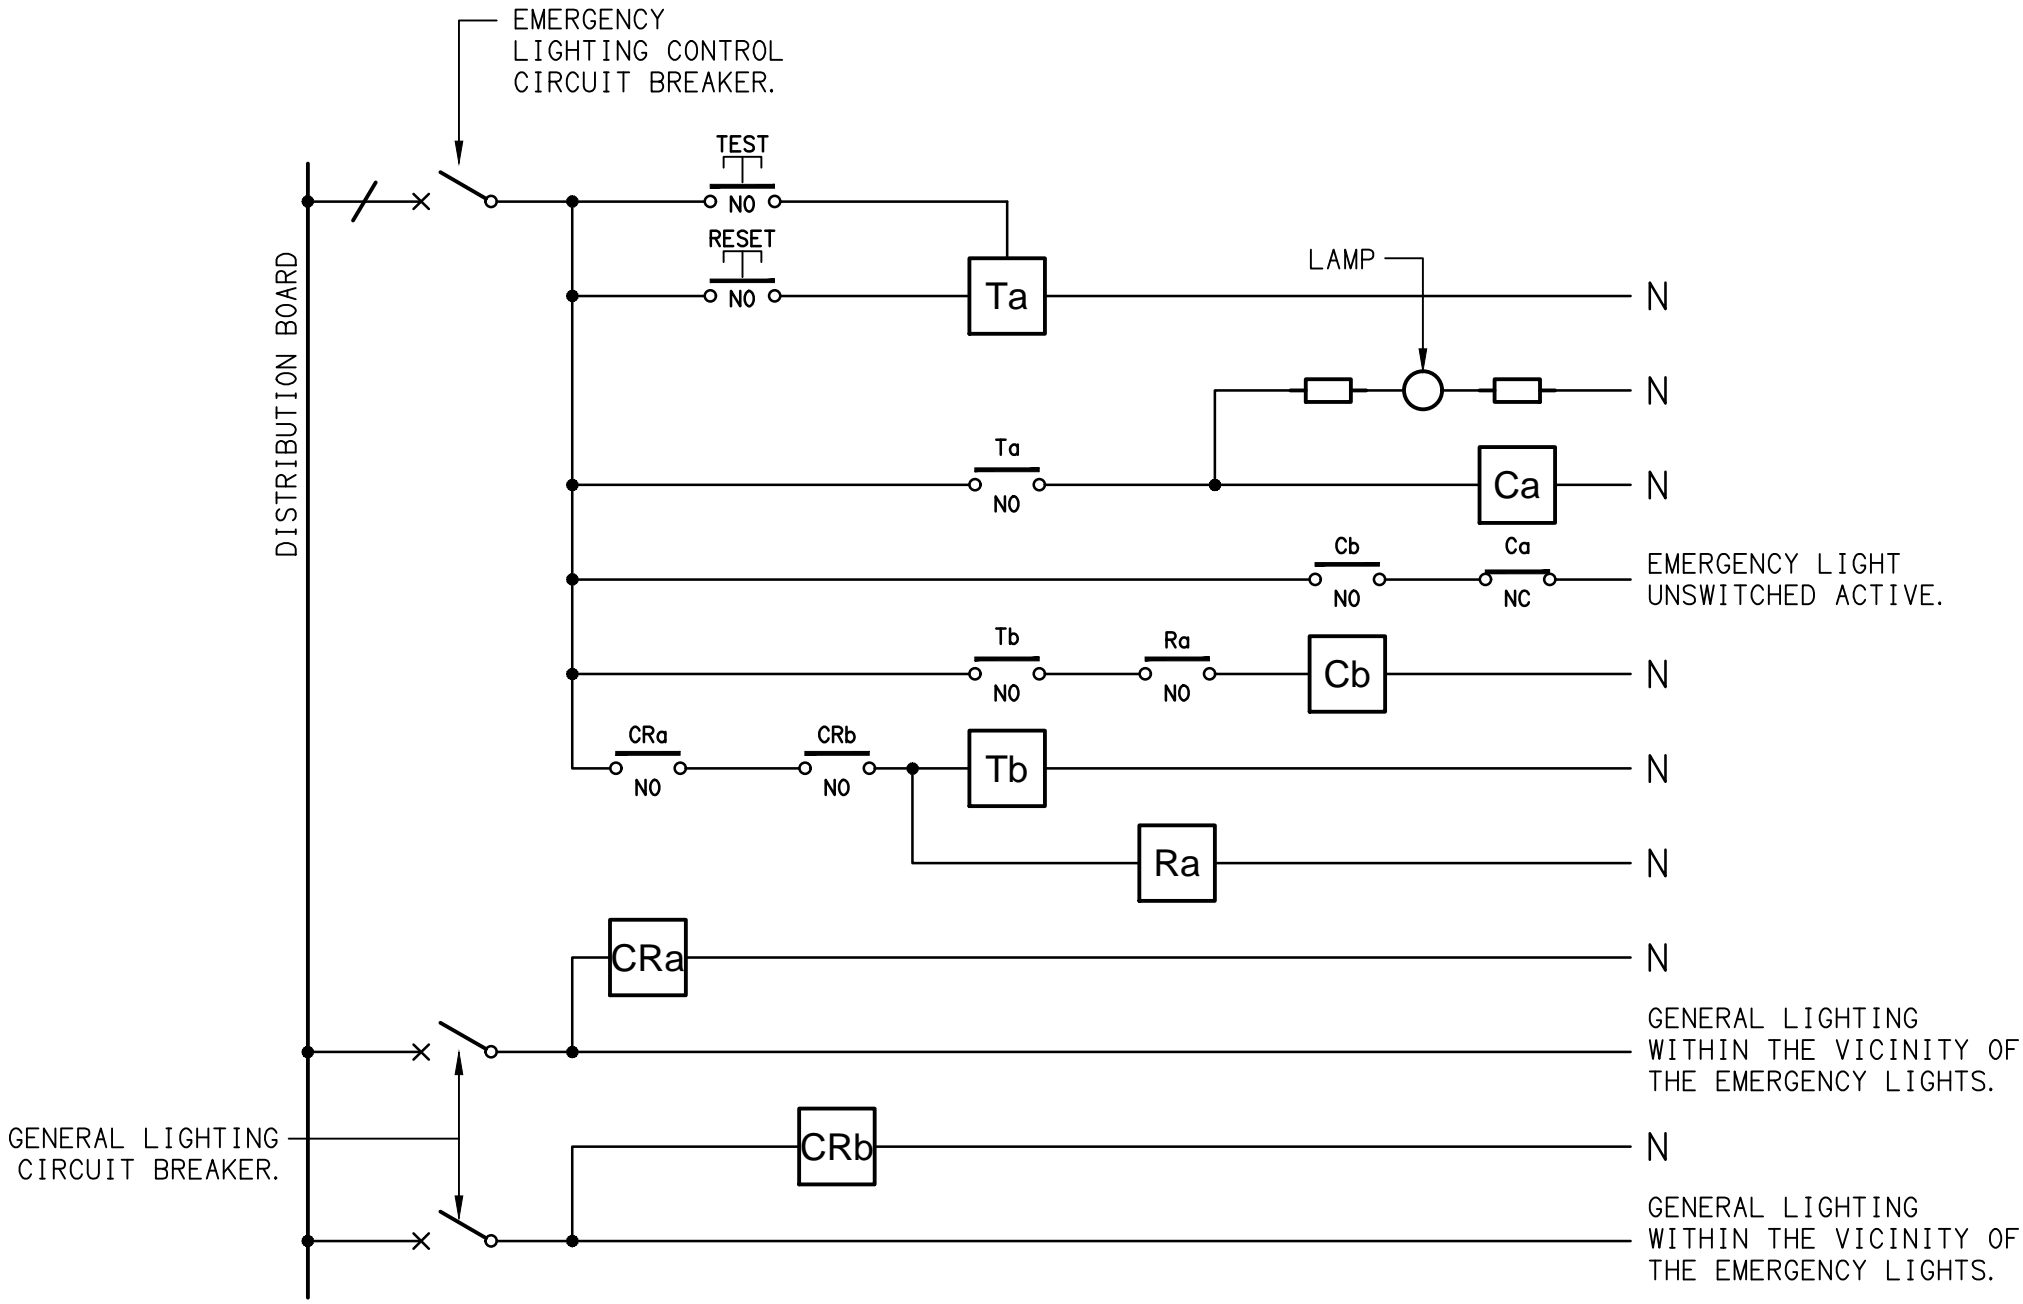 EMERGENCY
LIGHTING CONTROL
CIRCUIT BREAKER.
TEST
NO
RESET
NO
Ta
N
LAMP
N
DISTRIBUTION BOARD
Ta
NO
Ca
N
Cb
NO
Ca
NC
EMERGENCY LIGHT
UNSWITCHED ACTIVE.
Tb
NO
Ra
NO
Cb
N
CRa
NO
CRb
NO
Tb
N
Ra
N
CRa
N
GENERAL LIGHTING
WITHIN THE VICINITY OF
THE EMERGENCY LIGHTS.
GENERAL LIGHTING
CIRCUIT BREAKER.
CRb
N
GENERAL LIGHTING
WITHIN THE VICINITY OF
THE EMERGENCY LIGHTS.